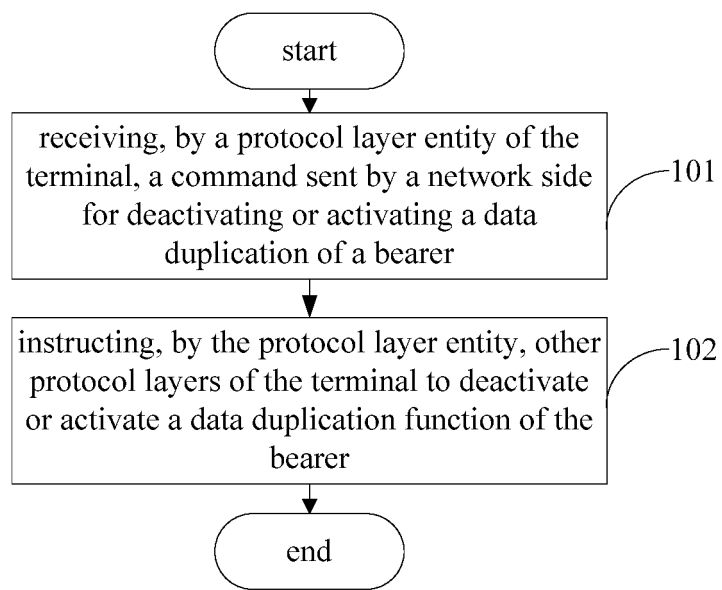 start
receiving, by a protocol layer entity of the
terminal, a command sent by a network side
for deactivating or activating a data
duplication of a bearer
101
instructing, by the protocol layer entity, other
protocol layers of the terminal to deactivate
or activate a data duplication function of the
bearer
102
end